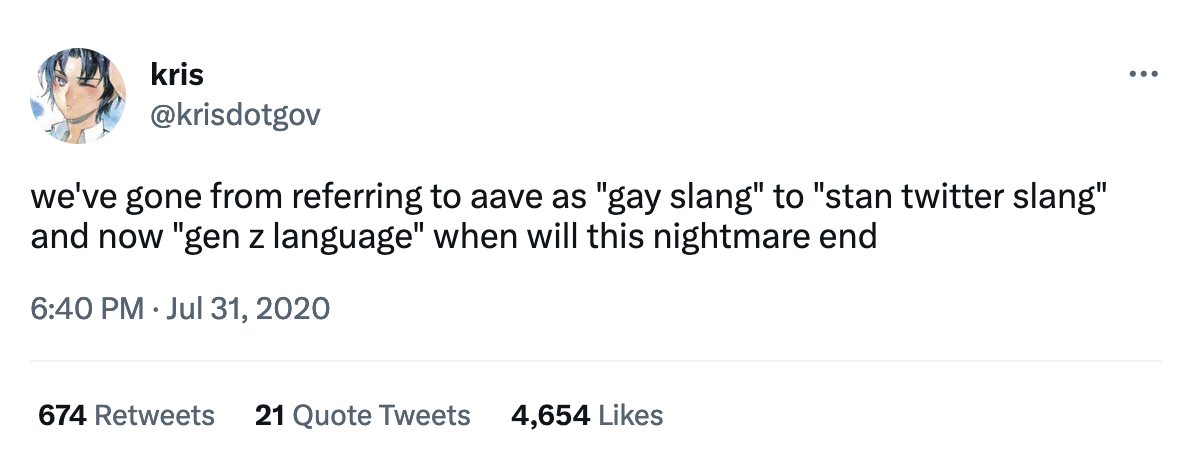 kris
@krisdotgov
we've gone from referring to aave as "gay slang" to "stan twitter slang"
and now "gen z language" when will this nightmare end
6:40 PM · Jul 31, 2020
674 Retweets 21 Quote Tweets 4,654 Likes